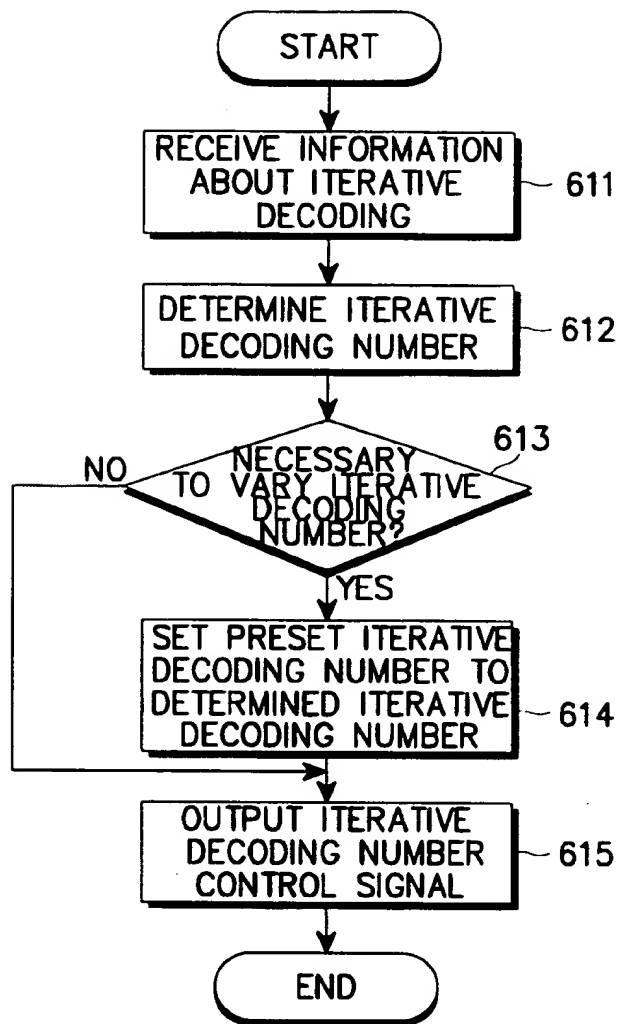 START
RECEIVE INFORMATION
ABOUT ITERATIVE
DECODING
611
DETERMINE ITERATIVE
DECODING NUMBER
612
613
NECESSARY
TO VARY ITERATIVE
DECODING
NUMBER?
NO
YES
SET PRESET ITERATIVE
DECODING NUMBER TO
DETERMINED ITERATIVE
DECODING NUMBER
614
OUTPUT ITERATIVE
DECODING NUMBER
CONTROL SIGNAL
615
END